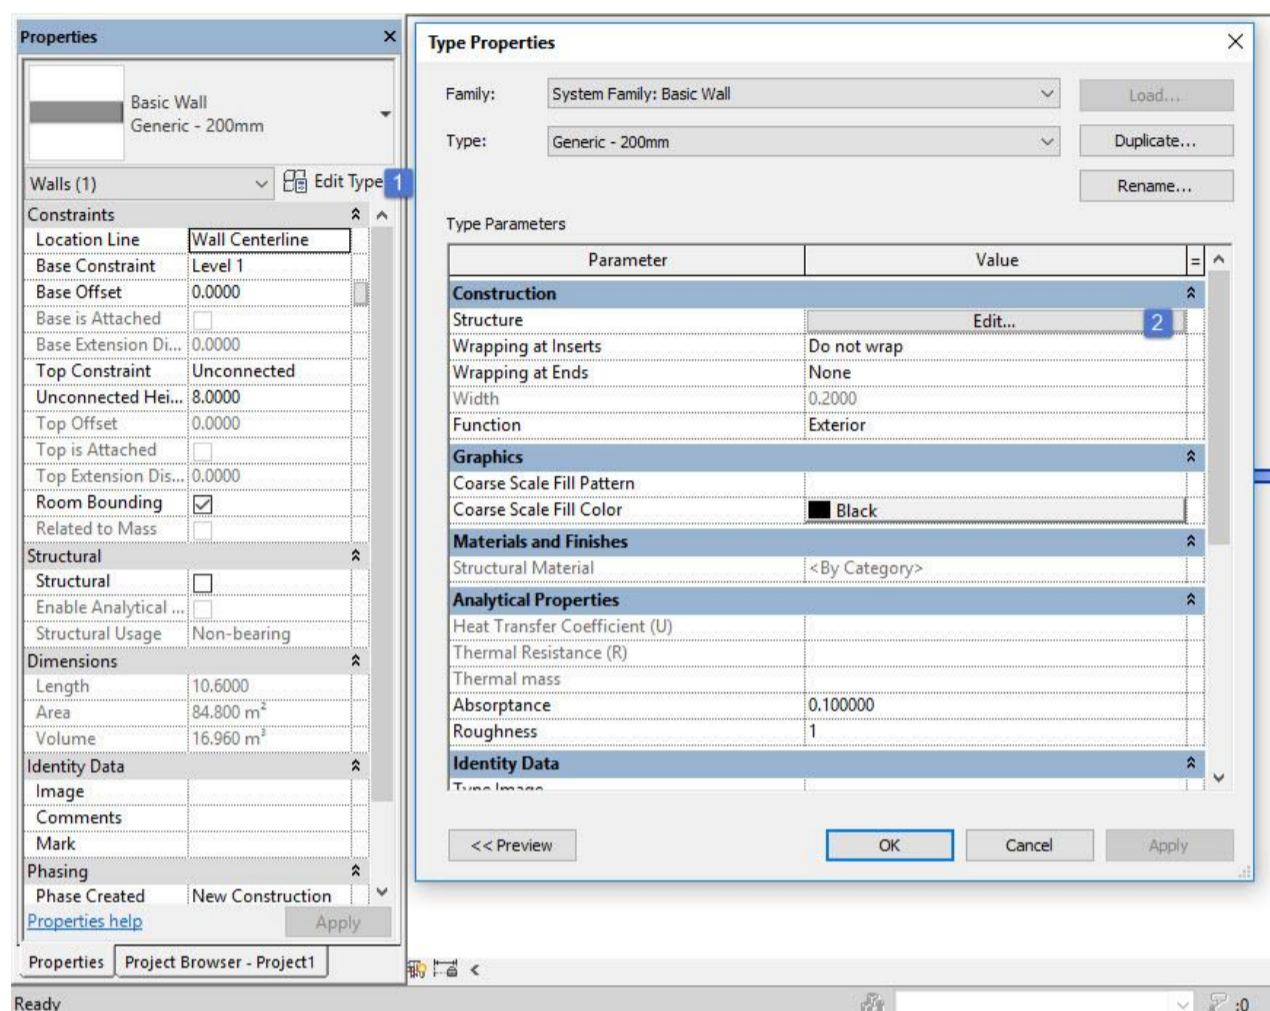 Properties
Basic Wall
Generic - 200mm
Walls (1)
Edit Type
1
Constraints
Location Line Wall Centerline
Base Constraint Level 1
Base Offset 0.0000
Base is Attached
Base Extension Di... 0.0000
Top Constraint Unconnected
Unconnected Hei... 8.0000
Top Offset 0.0000
Top is Attached
Top Extension Dis... 0.0000
Room Bounding
Related to Mass
Structural
Structural
Enable Analytical ...
Structural Usage Non-bearing
Dimensions
Length 10.6000
Area 84.800 m²
Volume 16.960 m³
Identity Data
Image
Comments
Mark
Phasing
Phase Created New Construction
Properties help Apply
Properties Project Browser - Project1
Ready
Type Properties
Family: System Family: Basic Wall Load...
Type: Generic - 200mm Duplicate...
Rename...
Type Parameters
Parameter Value =
Construction
Structure Edit... 2
Wrapping at Inserts Do not wrap
Wrapping at Ends None
Width 0.2000
Function Exterior
Graphics
Coarse Scale Fill Pattern
Coarse Scale Fill Color Black
Materials and Finishes
Structural Material <By Category>
Analytical Properties
Heat Transfer Coefficient (U)
Thermal Resistance (R)
Thermal mass
Absorptance 0.100000
Roughness 1
Identity Data
Type Image
<< Preview OK Cancel Apply
:0